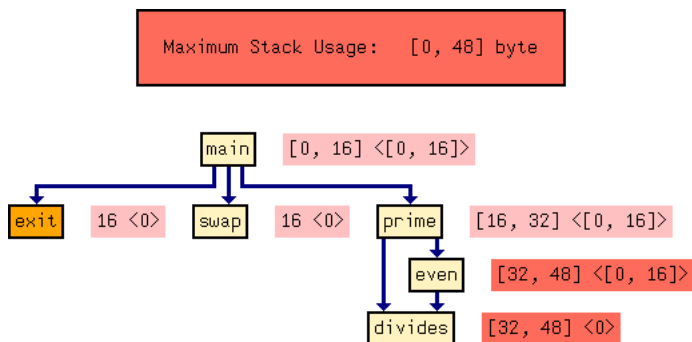 Maximum Stack Usage: [0, 48] byte
main [0, 16] <[0, 16]>
exit 16 <0> swap 16 <0> prime [16, 32] <[0, 16]>
even [32, 48] <[0, 16]>
divides [32, 48] <0>